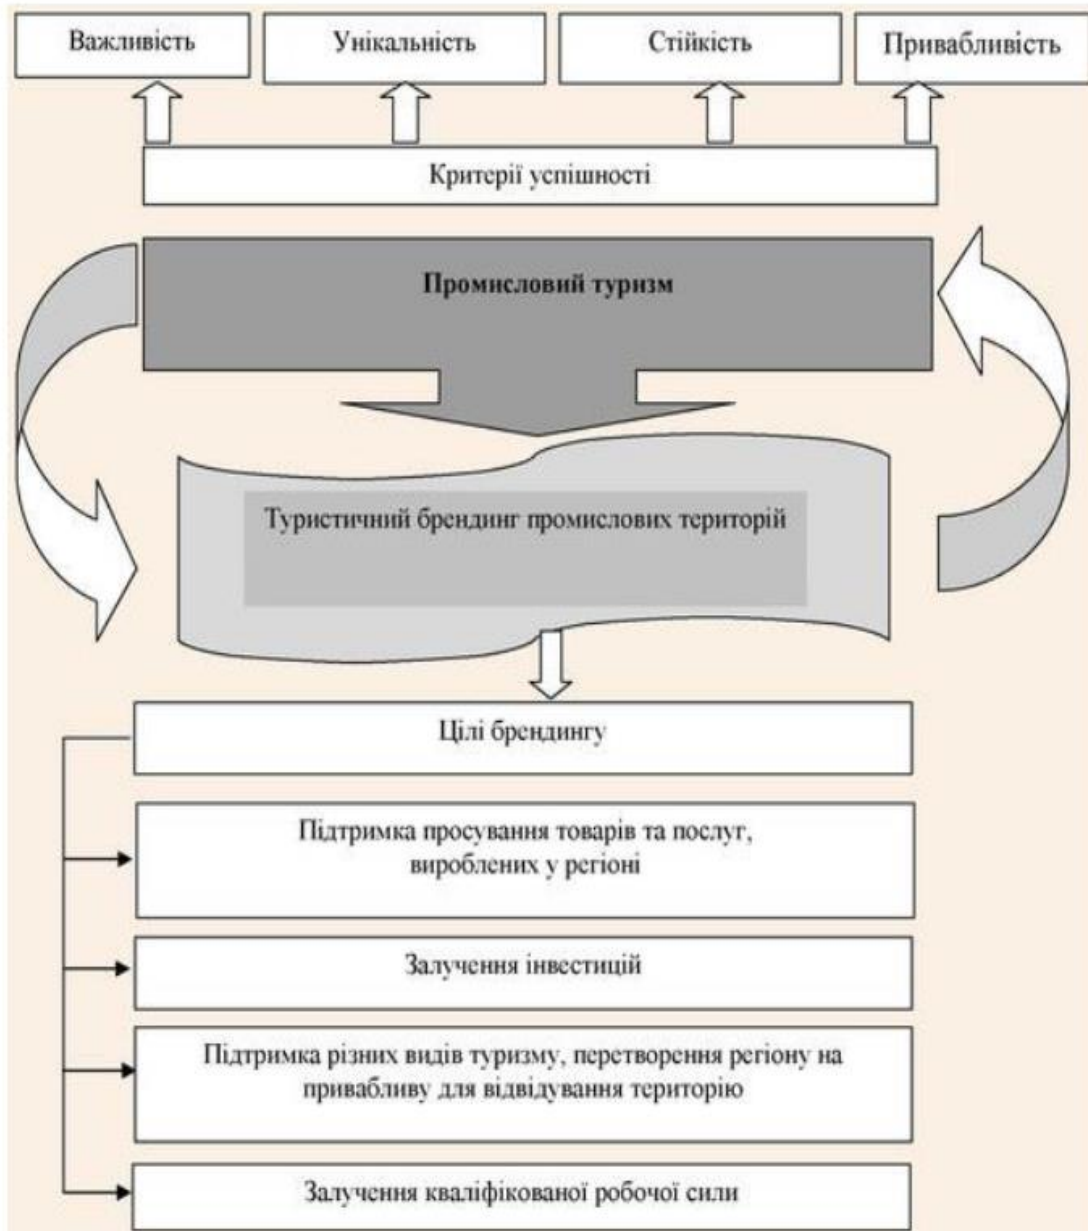 Важливість
Унікальність
Стійкість
Привабливість
Критерії успішності
Промисловий туризм
Туристичний брендинг промислових територій
Цілі брендингу
Підтримка просування товарів та послуг,
вироблених у регіоні
Залучення інвестицій
Підтримка різних видів туризму, перетворення регіону на
привабливу для відвідування територію
Залучення кваліфікованої робочої сили